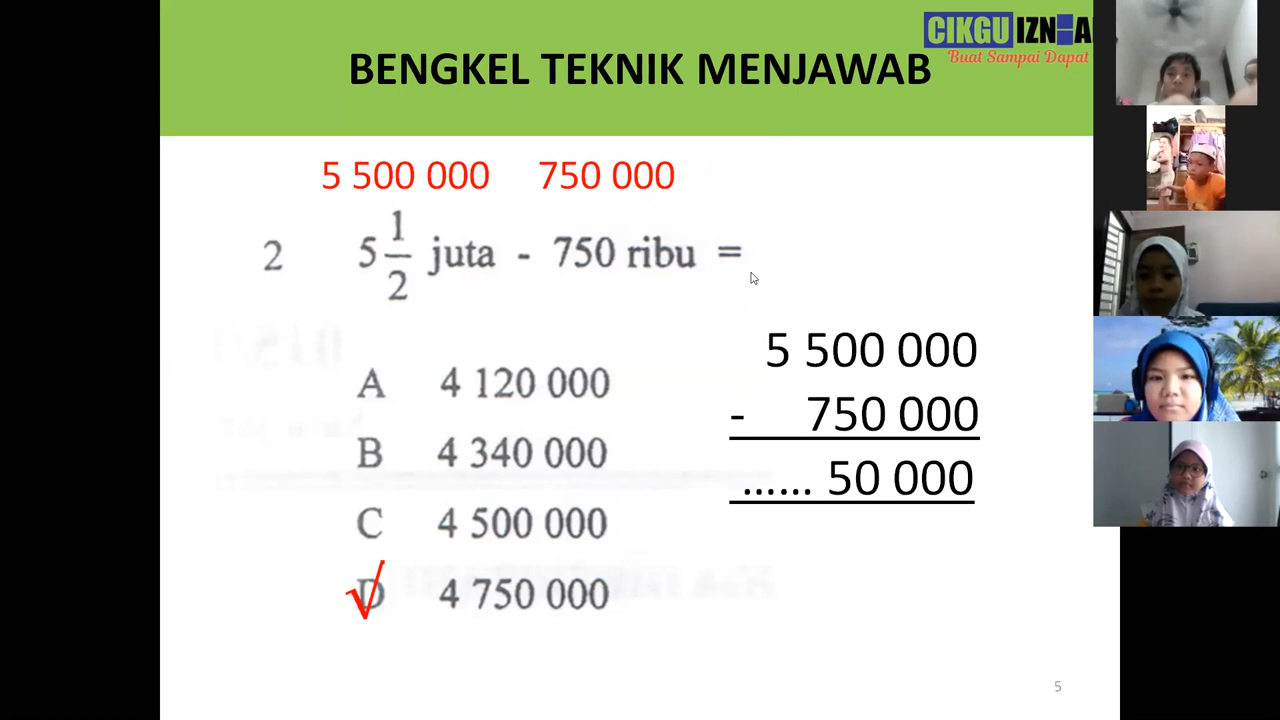 CIKGU IZN
Buat Sampai Dapat
BENGKEL TEKNIK MENJAWAB
5 500 000 750 000
2 5 1/2 juta - 750 ribu =
A 4 120 000
B 4 340 000
C 4 500 000
√ D 4 750 000
5 500 000
- 750 000
...... 50 000
5